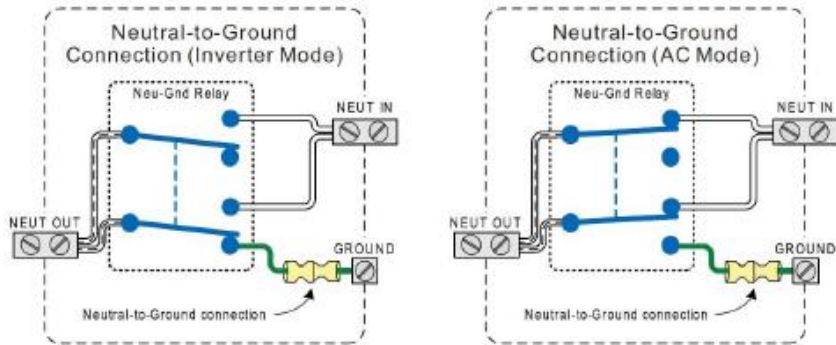 Neutral-to-Ground
Connection (Inverter Mode)
Neu-Gnd Relay
NEUT IN
NEUT OUT
GROUND
Neutral-to-Ground connection
Neutral-to-Ground
Connection (AC Mode)
Neu-Gnd Relay
NEUT IN
NEUT OUT
GROUND
Neutral-to-Ground connection